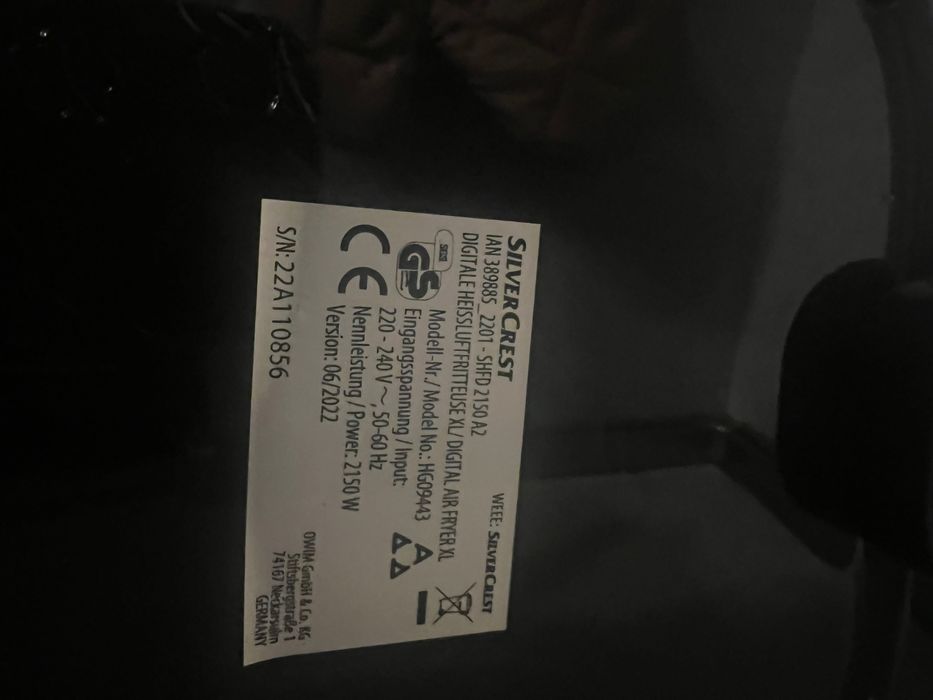 SILVERCREST
IAN 389885_2201 - SHFD 2150 A2
DIGITALE HEISSLUFTFRITTEUSE XL/ DIGITAL AIR FRYER XL
Modell-Nr./ Model No.: HG09443
Eingangsspannung / Input:
220 - 240 V ~, 50-60 Hz
Nennleistung / Power: 2150 W
Version: 06/2022
S/N: 22A110856
GS
CE
WEEE: SILVERCREST
OWIM GmbH & Co. KG
Stiftsbergstraße 1
74167 Neckarsulm
GERMANY